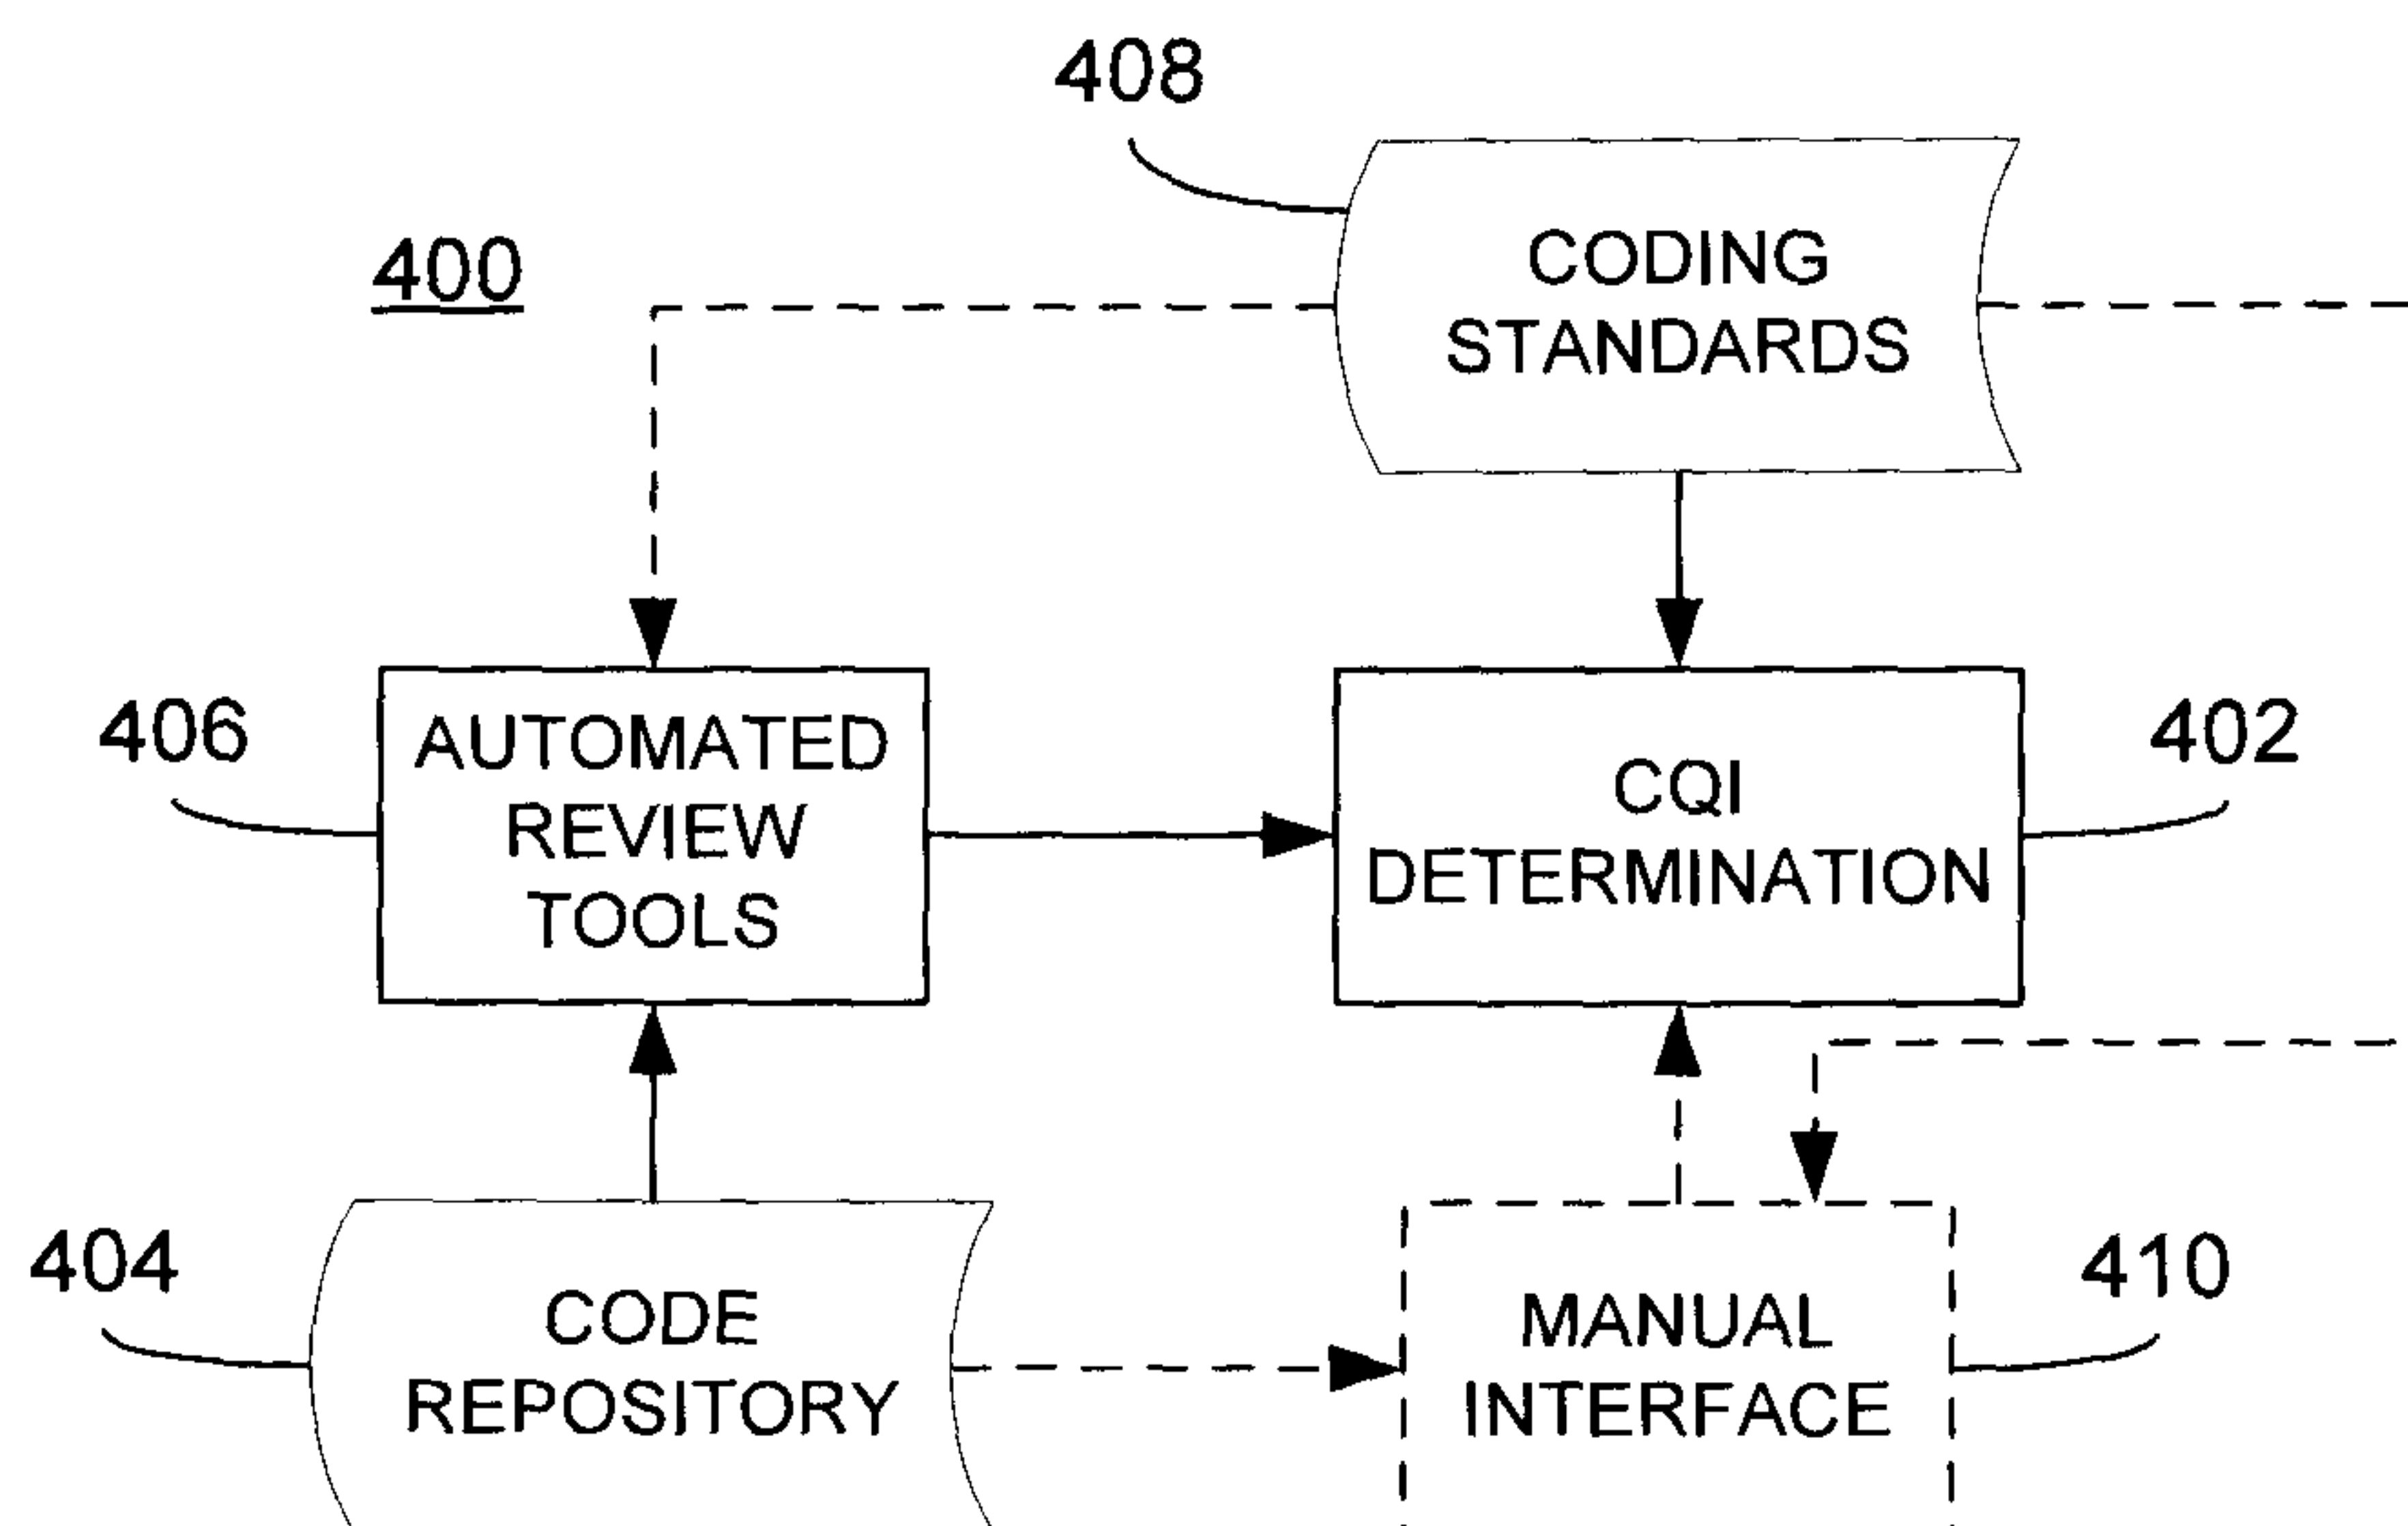 408
400
CODING
STANDARDS
406
AUTOMATED
REVIEW
TOOLS
CQI
DETERMINATION
402
404
CODE
REPOSITORY
MANUAL
INTERFACE
410